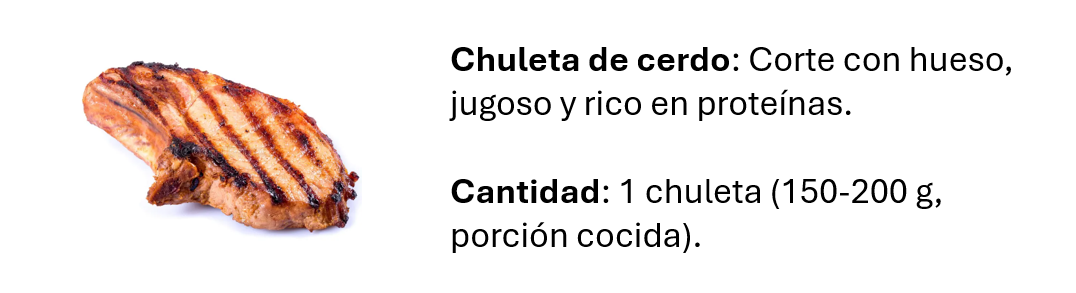 Chuleta de cerdo: Corte con hueso,
jugoso y rico en proteínas.
Cantidad: 1 chuleta (150-200 g,
porción cocida).